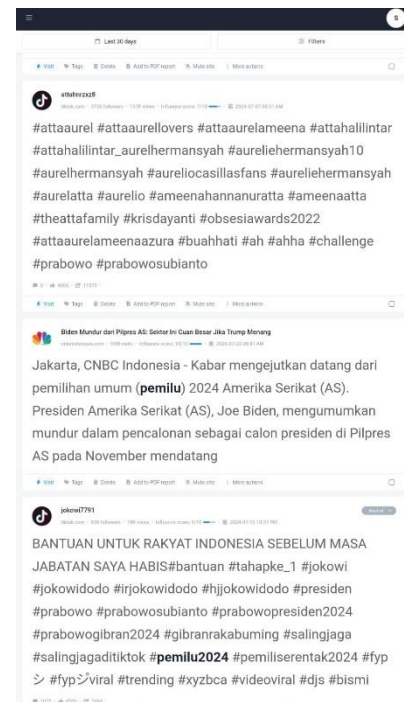 S
Last 30 days
Filters
Visit Tags Delete Add to PDF report Mute site More actions
attahnrzxz8
#attaaurel #attaaurellovers #attaaurelameena #attahalilintar
#attahalilintar_aurelhermansyah #aureliehermansyah10
#aurelhermansyah #aureliocasillasfans #aureliehermansyah
#aurelatta #aurelio #ameenahannanuratta #ameenaatta
#theattafamily #krisdayanti #obsesiawards2022
#attaaurelameenaazura #buahhati #ah #ahha #challenge
#prabowo #prabowosubianto
Visit Tags Delete Add to PDF report Mute site More actions
Biden Mundur dari Pilpres AS: Sektor Ini Cuan Besar Jika Trump Menang
Jakarta, CNBC Indonesia - Kabar mengejutkan datang dari
pemilihan umum (pemilu) 2024 Amerika Serikat (AS).
Presiden Amerika Serikat (AS), Joe Biden, mengumumkan
mundur dalam pencalonan sebagai calon presiden di Pilpres
AS pada November mendatang
Visit Tags Delete Add to PDF report Mute site More actions
jokowi7791
BANTUAN UNTUK RAKYAT INDONESIA SEBELUM MASA
JABATAN SAYA HABIS#bantuan #tahapke_1 #jokowi
#jokowidodo #irjokowidodo #hjjokowidodo #presiden
#prabowo #prabowosubianto #prabowopresiden2024
#prabowogibran2024 #gibranrakabuming #salingjaga
#salingjagaditiktok #pemilu2024 #pemiliserentak2024 #fyp
シ #fypシviral #trending #xyzbca #videoviral #djs #bismi